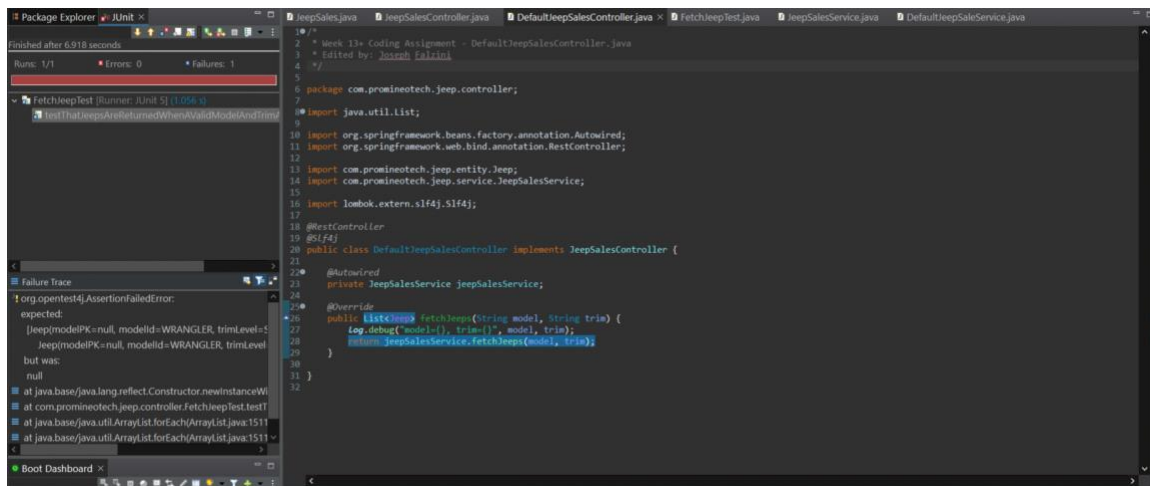 Package Explorer JUnit ×
Finished after 6.918 seconds
Runs: 1/1 Errors: 0 Failures: 1
FetchJeepTest [Runner: JUnit 5] (1.056 s)
testThatJeepsAreReturnedWhenAValidModelAndTrimA
Failure Trace
org.opentest4j.AssertionFailedError:
expected:
[Jeep(modelPK=null, modelId=WRANGLER, trimLevel=S
Jeep(modelPK=null, modelId=WRANGLER, trimLevel
but was:
null
at java.base/java.lang.reflect.Constructor.newInstanceWi
at com.promineotech.jeep.controller.FetchJeepTest.testT
at java.base/java.util.ArrayList.forEach(ArrayList.java:1511
at java.base/java.util.ArrayList.forEach(ArrayList.java:1511
Boot Dashboard ×
JeepSales.java JeepSalesController.java DefaultJeepSalesController.java × FetchJeepTest.java JeepSalesService.java DefaultJeepSaleService.java
1 /*
2 * Week 13+ Coding Assignment - DefaultJeepSalesController.java
3 * Edited by: Joseph Falzini
4 */
5
6 package com.promineotech.jeep.controller;
7
8 import java.util.List;
9
10 import org.springframework.beans.factory.annotation.Autowired;
11 import org.springframework.web.bind.annotation.RestController;
12
13 import com.promineotech.jeep.entity.Jeep;
14 import com.promineotech.jeep.service.JeepSalesService;
15
16 import lombok.extern.slf4j.Slf4j;
17
18 @RestController
19 @Slf4j
20 public class DefaultJeepSalesController implements JeepSalesController {
21
22 @Autowired
23 private JeepSalesService jeepSalesService;
24
25 @Override
26 public List<Jeep> fetchJeeps(String model, String trim) {
27 log.debug("model={}, trim={}", model, trim);
28 return jeepSalesService.fetchJeeps(model, trim);
29 }
30
31 }
32